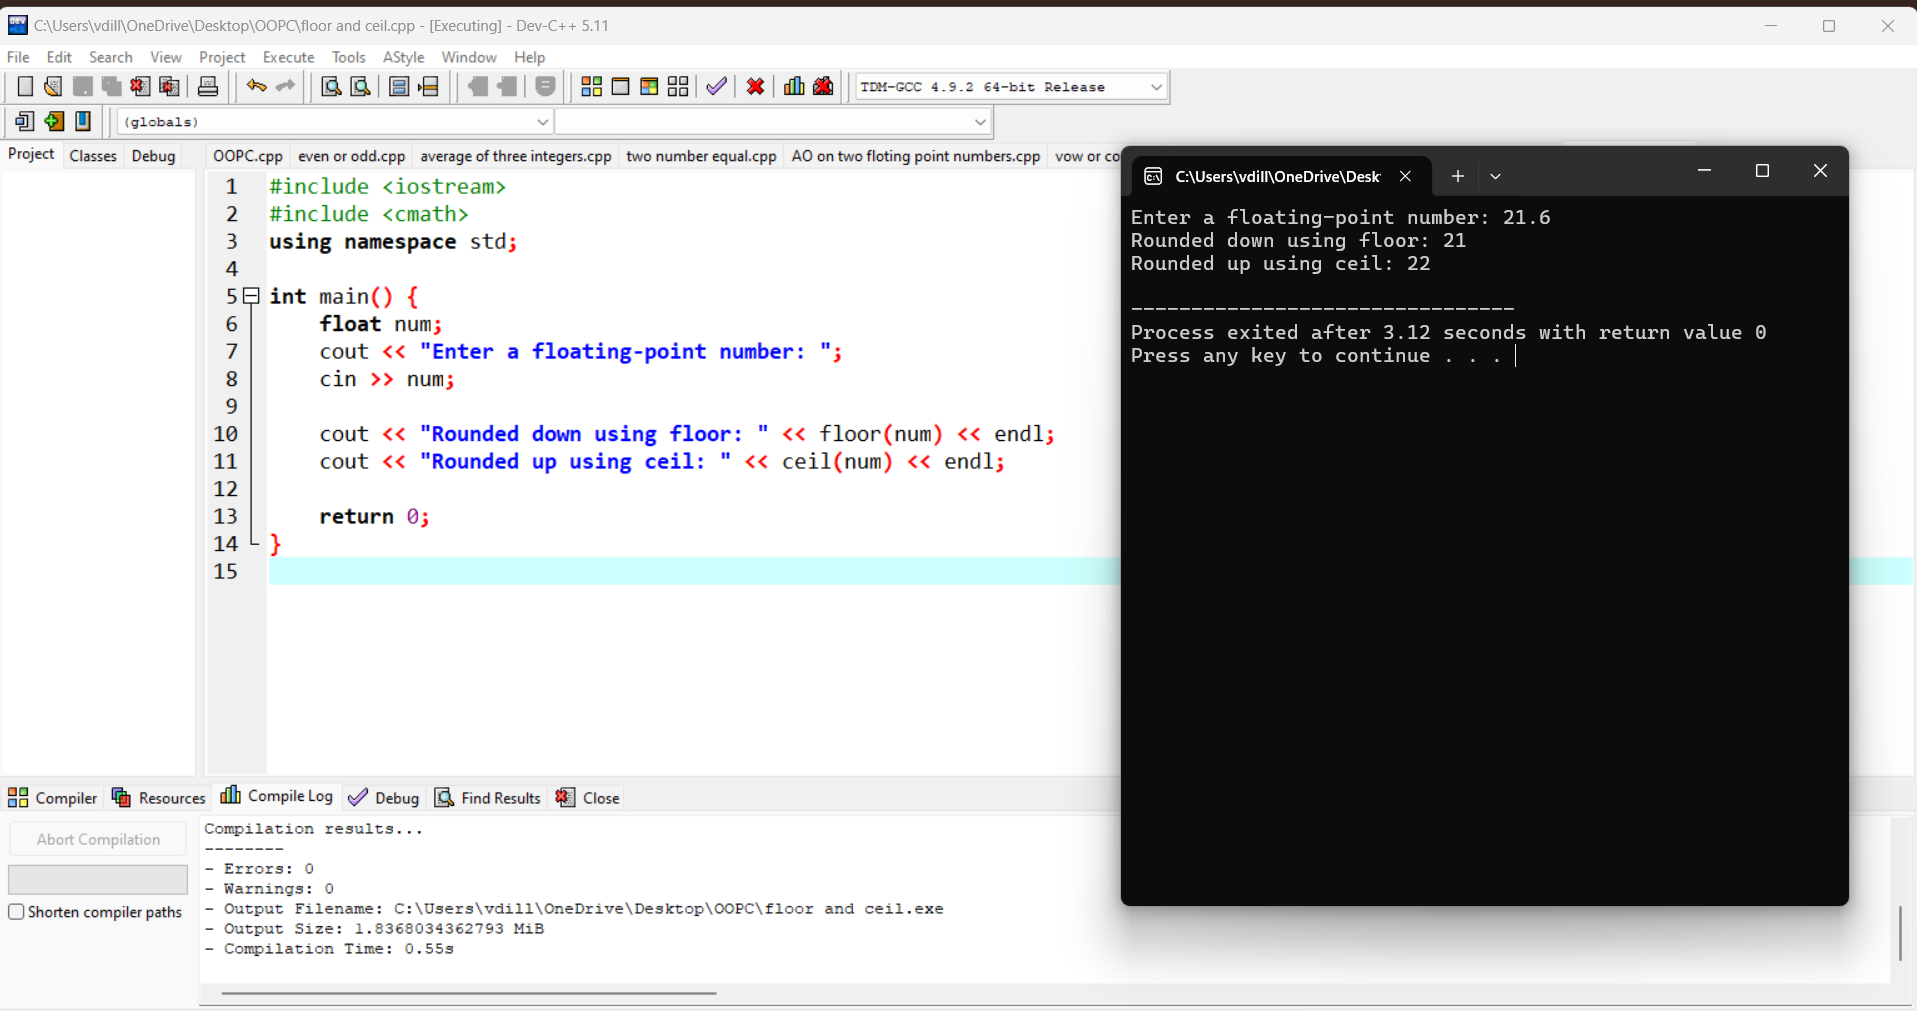 C:\Users\vdill\OneDrive\Desktop\OOPC\floor and ceil.cpp - [Executing] - Dev-C++ 5.11
File Edit Search View Project Execute Tools AStyle Window Help
TDM-GCC 4.9.2 64-bit Release
(globals)
Project Classes Debug
OOPC.cpp even or odd.cpp average of three integers.cpp two number equal.cpp AO on two floting point numbers.cpp vow or co
1 #include <iostream>
2 #include <cmath>
3 using namespace std;
4
5 int main() {
6 float num;
7 cout << "Enter a floating-point number: ";
8 cin >> num;
9
10 cout << "Rounded down using floor: " << floor(num) << endl;
11 cout << "Rounded up using ceil: " << ceil(num) << endl;
12
13 return 0;
14 }
15
C:\Users\vdill\OneDrive\Desk
Enter a floating-point number: 21.6
Rounded down using floor: 21
Rounded up using ceil: 22
--------------------------------
Process exited after 3.12 seconds with return value 0
Press any key to continue . . .
Compiler Resources Compile Log Debug Find Results Close
Abort Compilation
Shorten compiler paths
Compilation results...
--------
- Errors: 0
- Warnings: 0
- Output Filename: C:\Users\vdill\OneDrive\Desktop\OOPC\floor and ceil.exe
- Output Size: 1.8368034362793 MiB
- Compilation Time: 0.55s